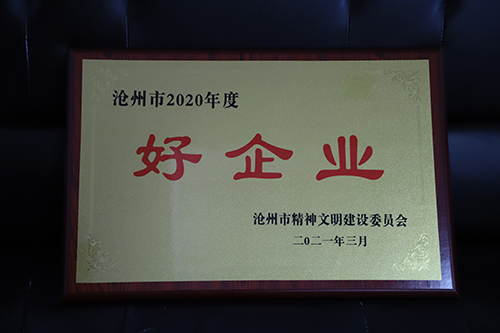 沧州市2020年度
好企业
沧州市精神文明建设委员会
二0二一年三月